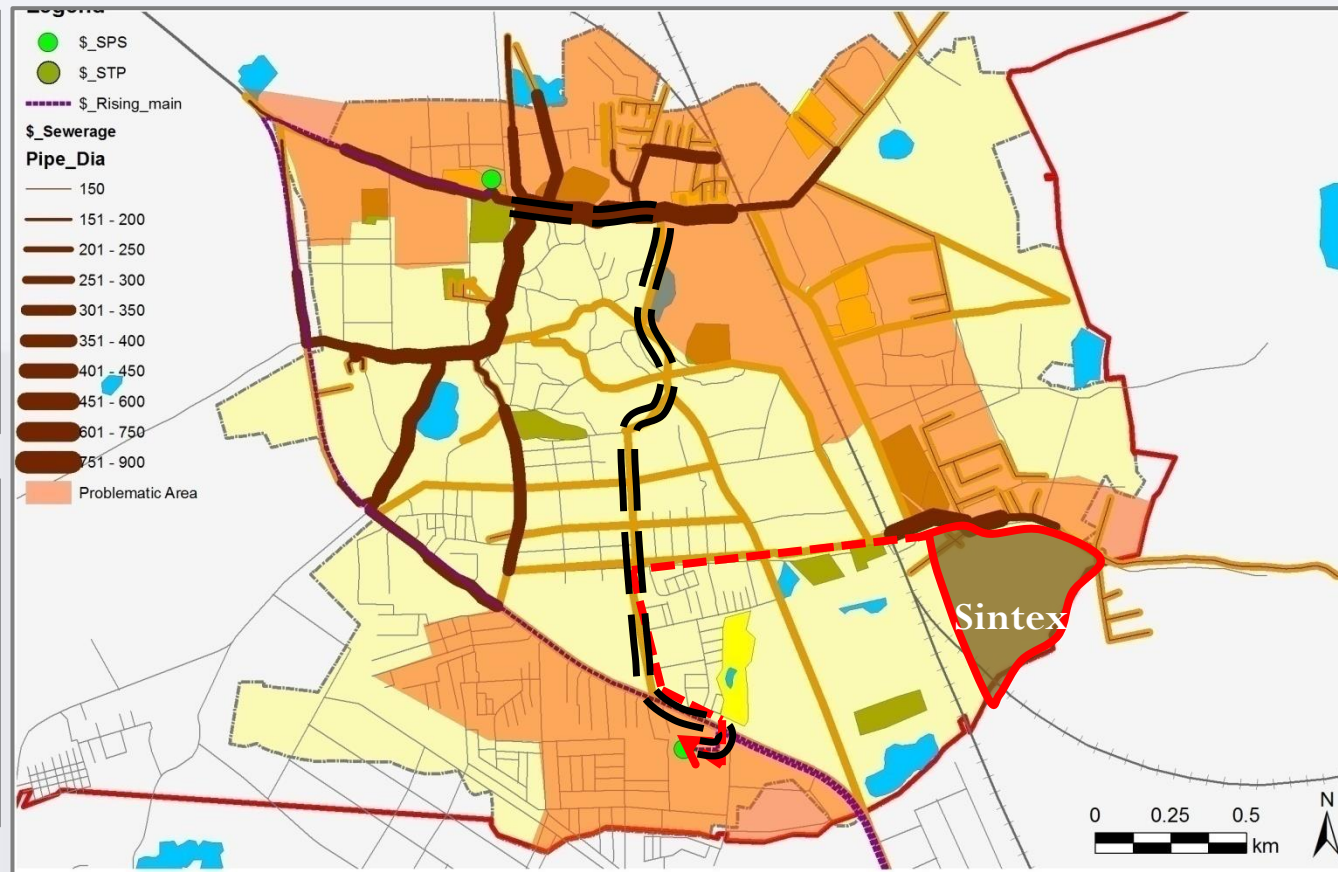 Legend
$_SPS
$_STP
$_Rising_main
$_Sewerage
Pipe_Dia
150
151 - 200
201 - 250
251 - 300
301 - 350
351 - 400
401 - 450
451 - 600
601 - 750
751 - 900
Problematic Area
Sintex
0 0.25 0.5
km
N